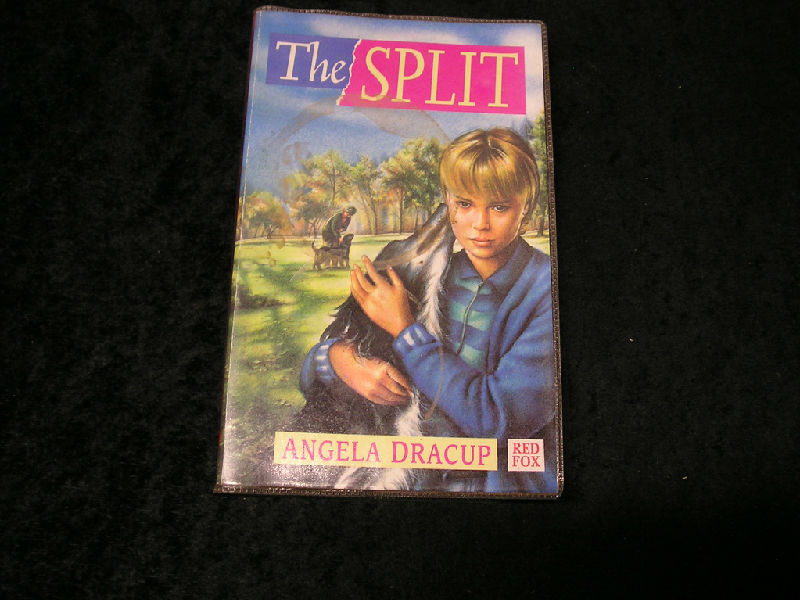 The SPLIT
ANGELA DRACUP
RED
FOX